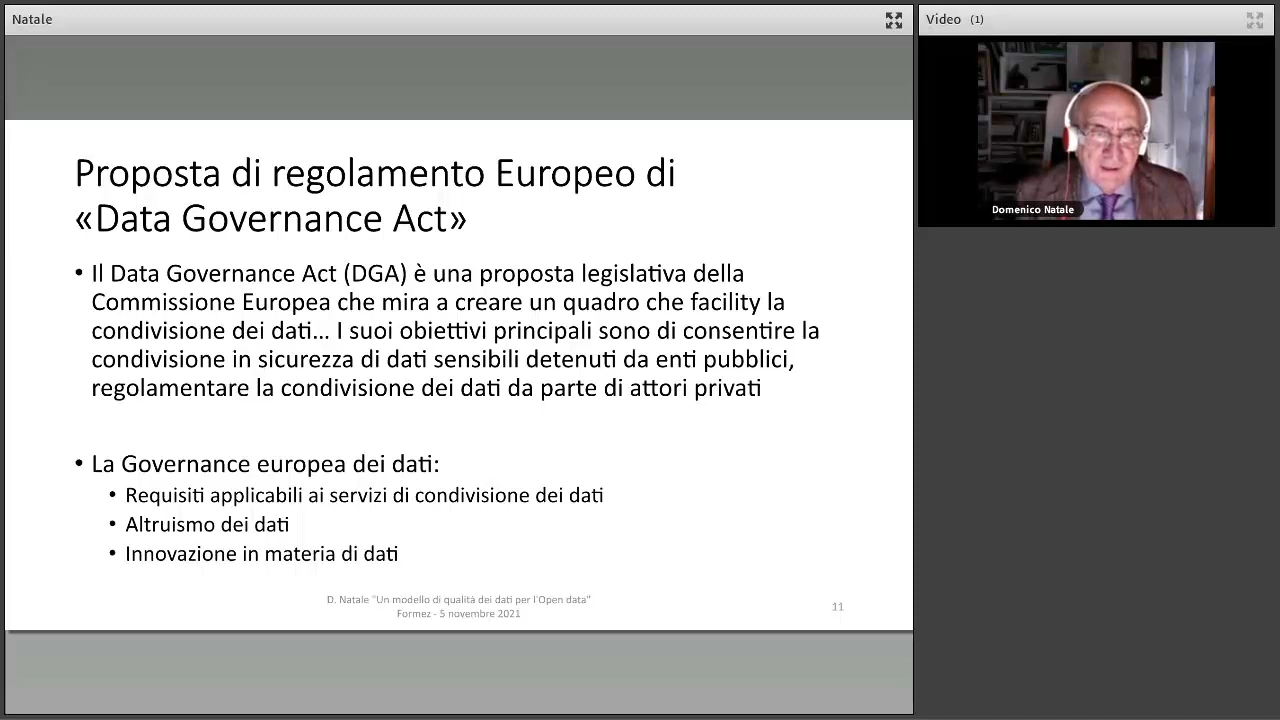 Natale
Video (1)
Proposta di regolamento Europeo di
«Data Governance Act»
• Il Data Governance Act (DGA) è una proposta legislativa della
Commissione Europea che mira a creare un quadro che facility la
condivisione dei dati... I suoi obiettivi principali sono di consentire la
condivisione in sicurezza di dati sensibili detenuti da enti pubblici,
regolamentare la condivisione dei dati da parte di attori privati
• La Governance europea dei dati:
• Requisiti applicabili ai servizi di condivisione dei dati
• Altruismo dei dati
• Innovazione in materia di dati
D. Natale "Un modello di qualità dei dati per l'Open data"
Formez - 5 novembre 2021
11
Domenico Natale